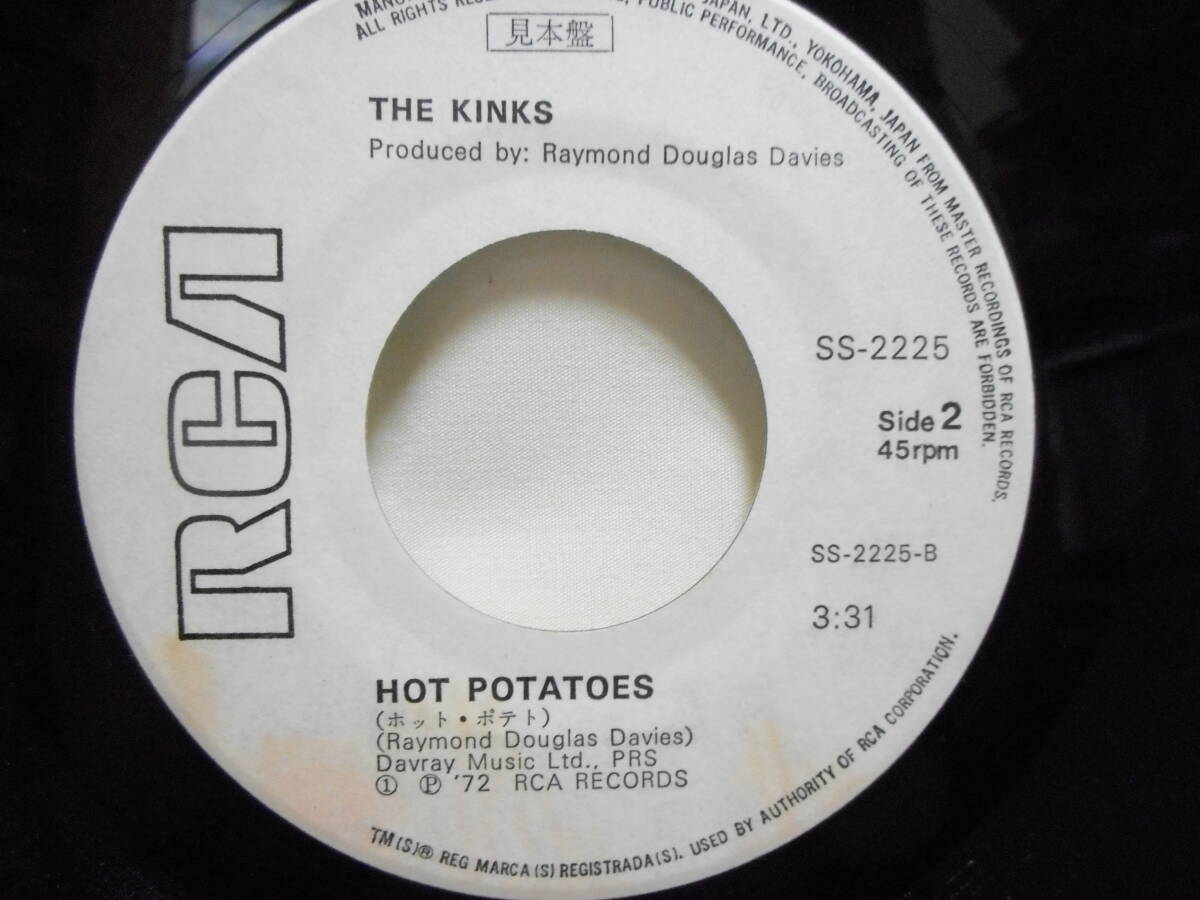 ALL RIGHTS
PUBLIC PERFORMANCE, BROADCASTING OF THESE RECORDS ARE FORBIDDEN.
JAPAN, LTD., YOKOHAMA, JAPAN FROM MASTER RECORDINGS OF RCA RECORDS,
見本盤
THE KINKS
Produced by: Raymond Douglas Davies
RCA
SS-2225
Side 2
45rpm
SS-2225-B
3:31
HOT POTATOES
(ホット・ポテト)
(Raymond Douglas Davies)
Davray Music Ltd., PRS
① Ⓟ '72 RCA RECORDS
TM(S)® REG MARCA(S) REGISTRADA(S). USED BY AUTHORITY OF RCA CORPORATION.